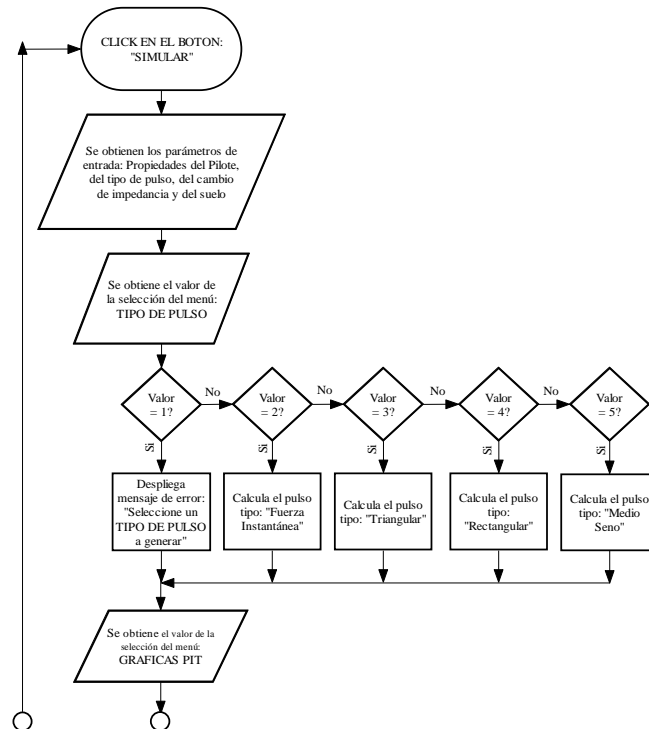 CLICK EN EL BOTON:
"SIMULAR"
Se obtienen los parámetros de
entrada: Propiedades del Pilote,
del tipo de pulso, del cambio
de impedancia y del suelo
Se obtiene el valor de
la selección del menú:
TIPO DE PULSO
Valor
= 1?
No
Valor
= 2?
No
Valor
= 3?
No
Valor
= 4?
No
Valor
= 5?
Si
Si
Si
Si
Si
Despliega
mensaje de error:
"Seleccione un
TIPO DE PULSO
a generar"
Calcula el pulso
tipo: "Fuerza
Instantánea"
Calcula el pulso
tipo: "Triangular"
Calcula el pulso
tipo:
"Rectangular"
Calcula el pulso
tipo: "Medio
Seno"
Se obtiene el valor de la
selección del menú:
GRAFICAS PIT